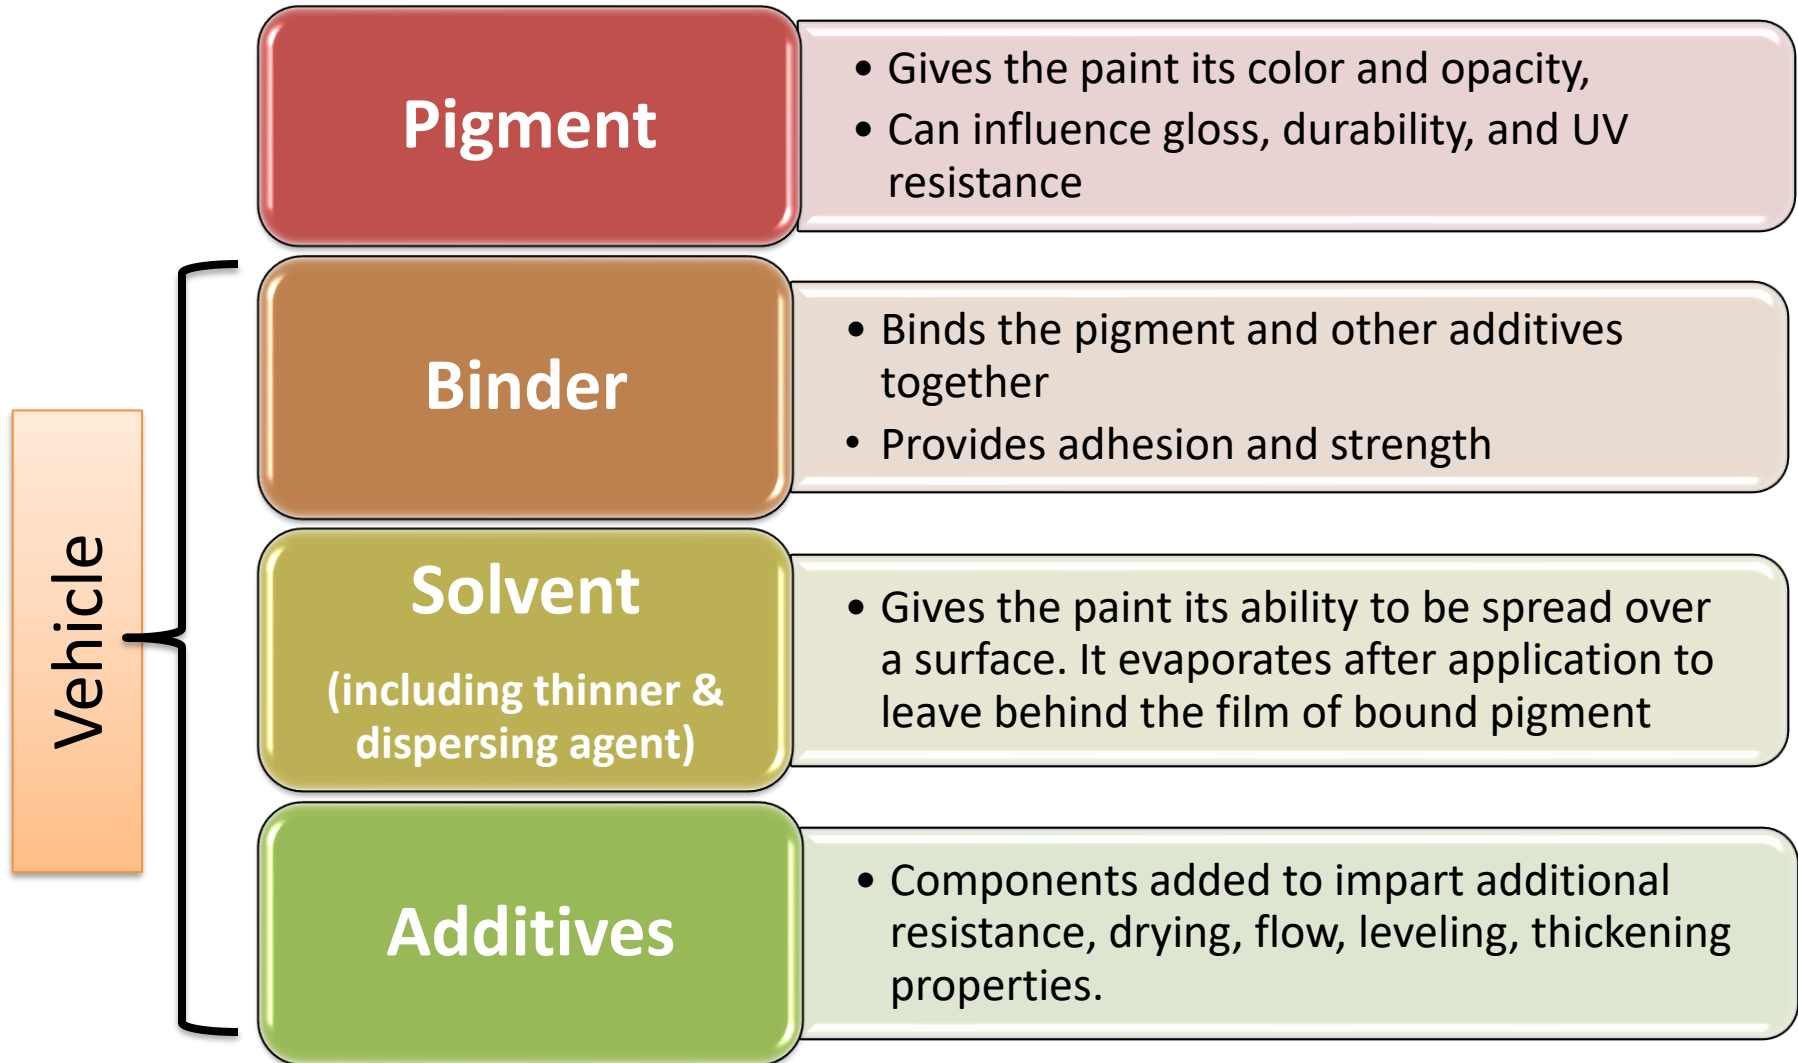 Pigment
• Gives the paint its color and opacity,
• Can influence gloss, durability, and UV
resistance
Vehicle
Binder
• Binds the pigment and other additives
together
• Provides adhesion and strength
Solvent
(including thinner &
dispersing agent)
• Gives the paint its ability to be spread over
a surface. It evaporates after application to
leave behind the film of bound pigment
Additives
• Components added to impart additional
resistance, drying, flow, leveling, thickening
properties.